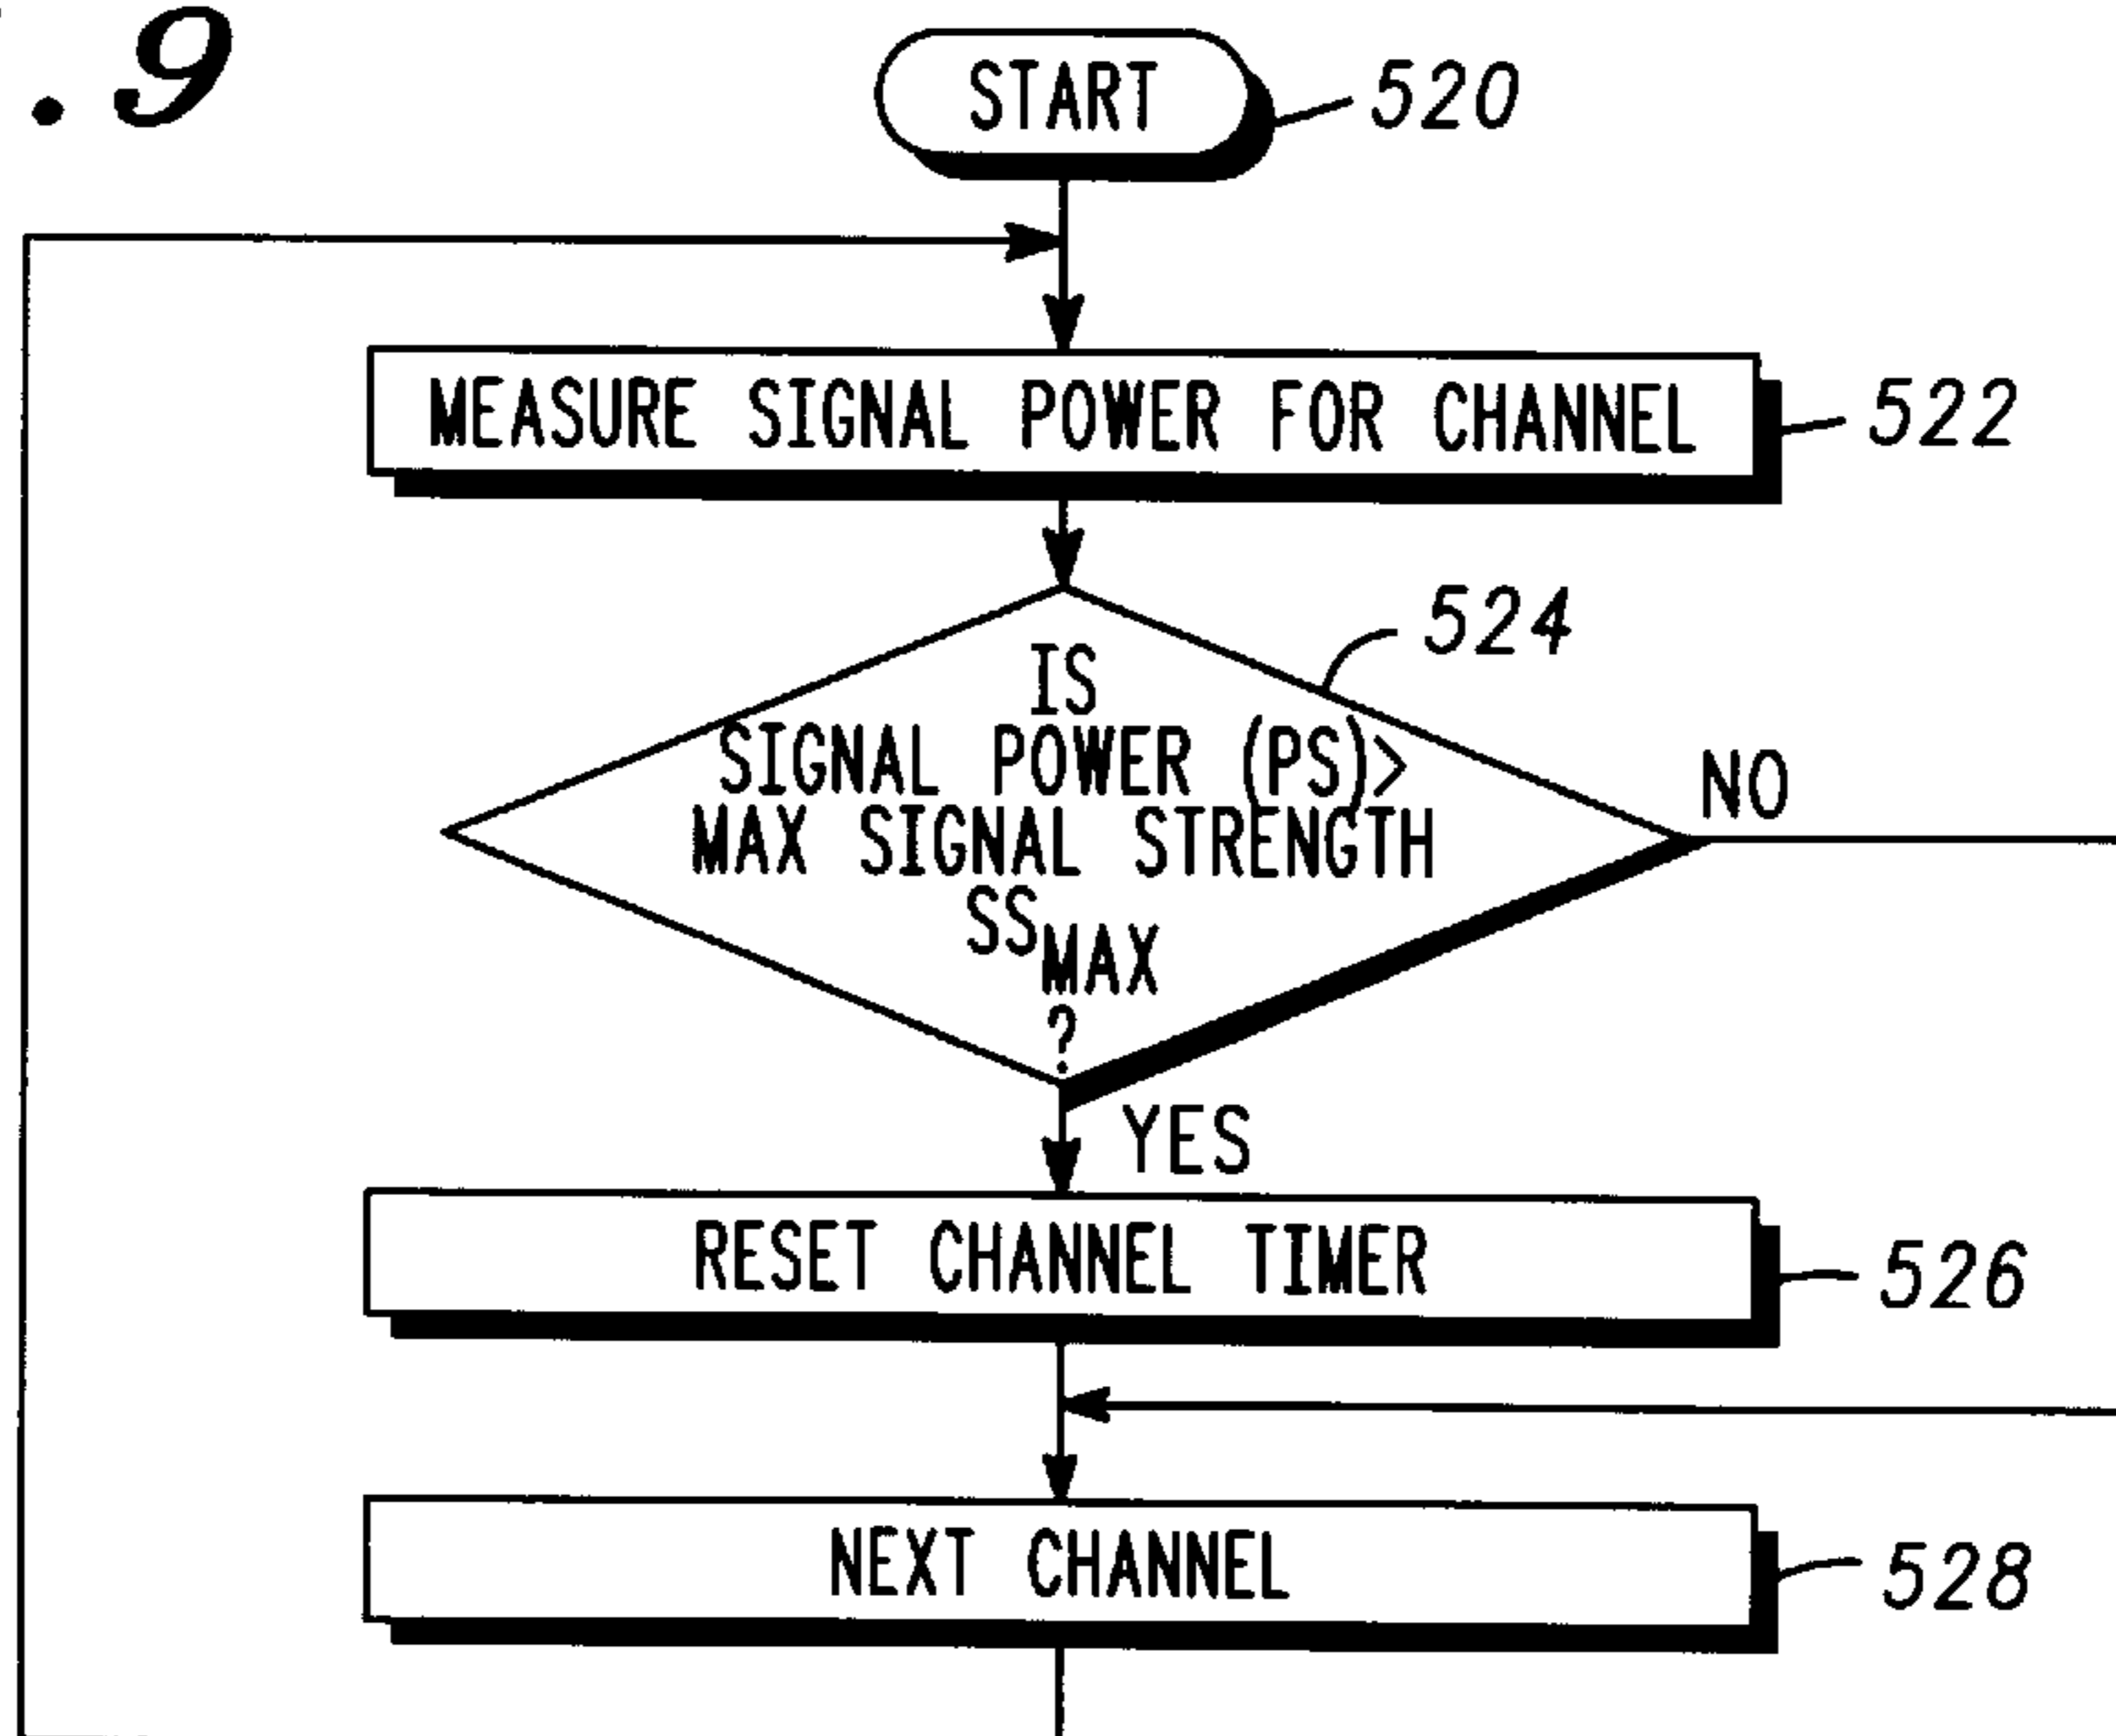 . 9
START
520
MEASURE SIGNAL POWER FOR CHANNEL
522
524
IS
SIGNAL POWER (PS)>
MAX SIGNAL STRENGTH
SSMAX
?
NO
YES
RESET CHANNEL TIMER
526
NEXT CHANNEL
528